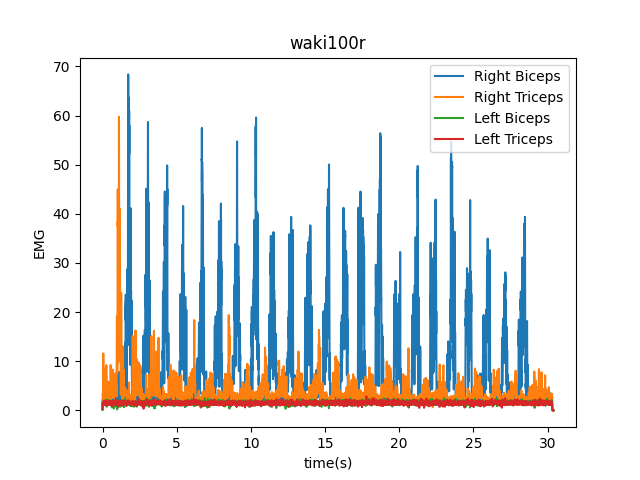 waki100r
Right Biceps
Right Triceps
Left Biceps
Left Triceps
EMG
70
60
50
40
30
20
10
0
0 5 10 15 20 25 30
time(s)